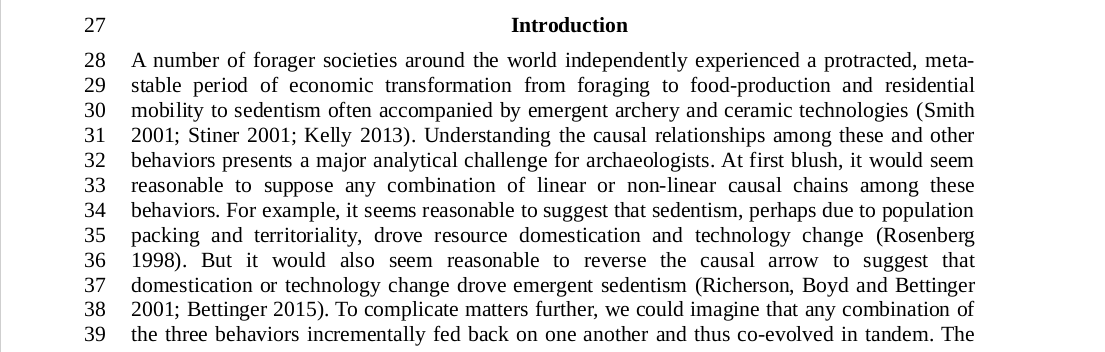 27 Introduction
28 A number of forager societies around the world independently experienced a protracted, meta-
29 stable period of economic transformation from foraging to food-production and residential
30 mobility to sedentism often accompanied by emergent archery and ceramic technologies (Smith
31 2001; Stiner 2001; Kelly 2013). Understanding the causal relationships among these and other
32 behaviors presents a major analytical challenge for archaeologists. At first blush, it would seem
33 reasonable to suppose any combination of linear or non-linear causal chains among these
34 behaviors. For example, it seems reasonable to suggest that sedentism, perhaps due to population
35 packing and territoriality, drove resource domestication and technology change (Rosenberg
36 1998). But it would also seem reasonable to reverse the causal arrow to suggest that
37 domestication or technology change drove emergent sedentism (Richerson, Boyd and Bettinger
38 2001; Bettinger 2015). To complicate matters further, we could imagine that any combination of
39 the three behaviors incrementally fed back on one another and thus co-evolved in tandem. The